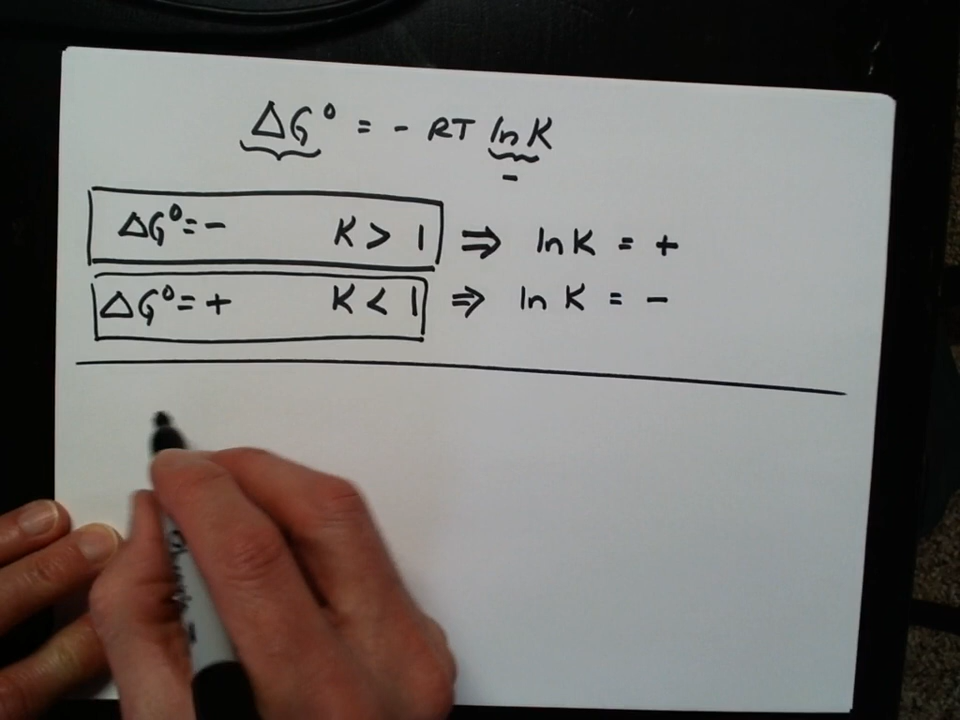 ΔG° = - RT ln K
-
ΔG° = - K > 1 ⇒ ln K = +
ΔG° = + K < 1 ⇒ ln K = -